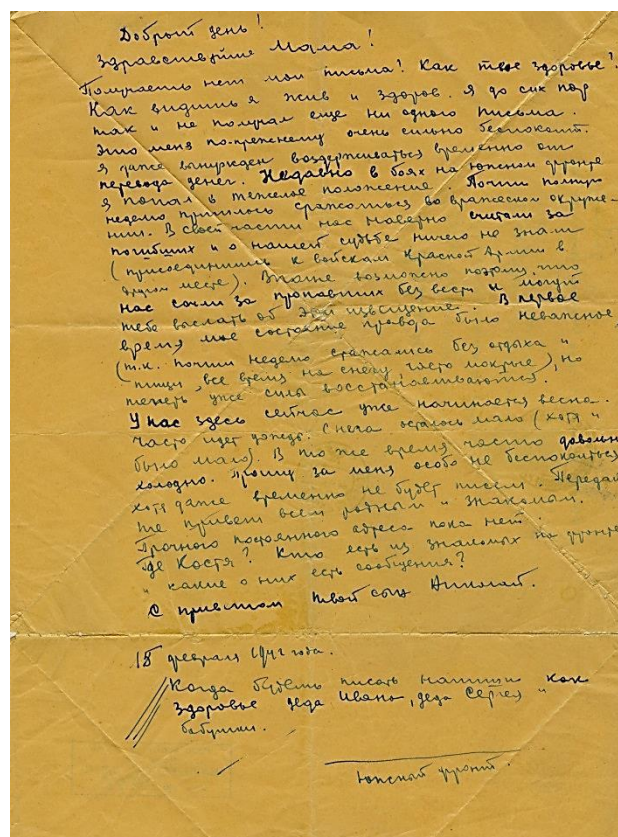 Добрый день!
Здравствуйте Мама!
Получаешь нет мои письма? Как твое здоровье?
Как видишь я жив и здоров. Я до сих пор
так и не получал еще ни одного письма.
Это меня по-прежнему очень сильно беспокоит.
Я даже вынужден воздерживаться временно от
перевода денег. Недавно в боях на южном фронте
я попал в тяжелое положение. Почти полную
неделю пришлось сражаться во вражеском окруже-
нии. В своей части нас наверно считали за
погибших и о нашей судьбе ничего не знали
(присоединились к войскам Красной Армии в
другом месте). Вполне возможно поэтому, что
нас сочли за пропавших без вести и могут
тебе выслать об этом извещение. В первое
время мое состояние правда было неважное,
(т.к. почти неделю сражались без отдыха и
пищи, все время на снегу часто мокрые), но
теперь уже силы восстанавливаются.
У нас здесь сейчас уже начинается весна.
Часто идет дождь. Снега осталось мало (хотя и
было мало). В то же время часто довольн
холодно. Прошу за меня особо не беспокоиться
хотя даже временно не будет писем. Передай
те привет всем родным и знакомым.
Прочного постоянного адреса пока нет
Где Костя? Кто есть из знакомых на фронте
и какие о них есть сообщения?
С приветом твой сын Николай.
18 февраля 1942 года.
Когда будешь писать напиши как
здоровье деда Ивана, деда Сергея и
бабушки.
Южный фронт.